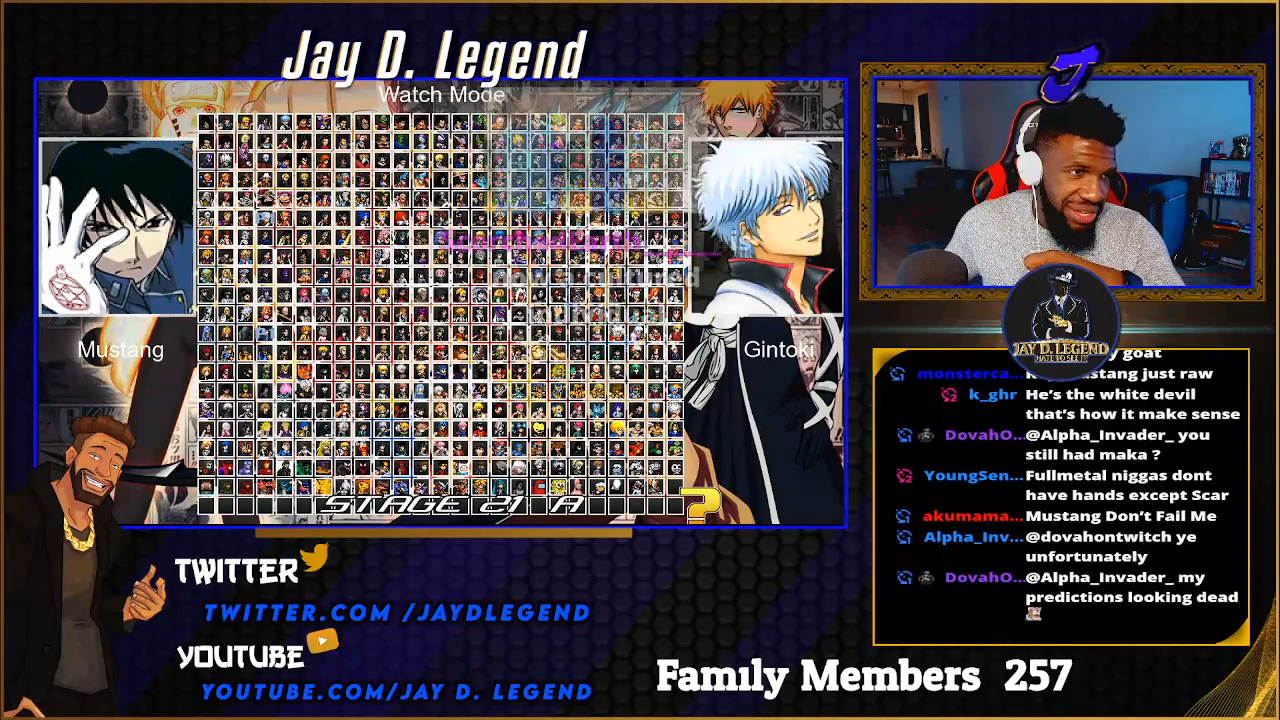 Jay D. Legend
Watch Mode
Mustang
Gintoki
STAGE 21 A
?
J
JAY D. LEGEND
goat
monsterca...
Mustang just raw
k_ghr He's the white devil
that's how it make sense
DovahO... @Alpha_Invader_ you
still had maka ?
YoungSen... Fullmetal niggas dont
have hands except Scar
akumama... Mustang Don't Fail Me
Alpha_Inv... @dovahontwitch ye
unfortunately
DovahO... @Alpha_Invader_ my
predictions looking dead
TWITTER
TWITTER.COM /JAYDLEGEND
YOUTUBE
YOUTUBE.COM/JAY D. LEGEND
Family Members 257